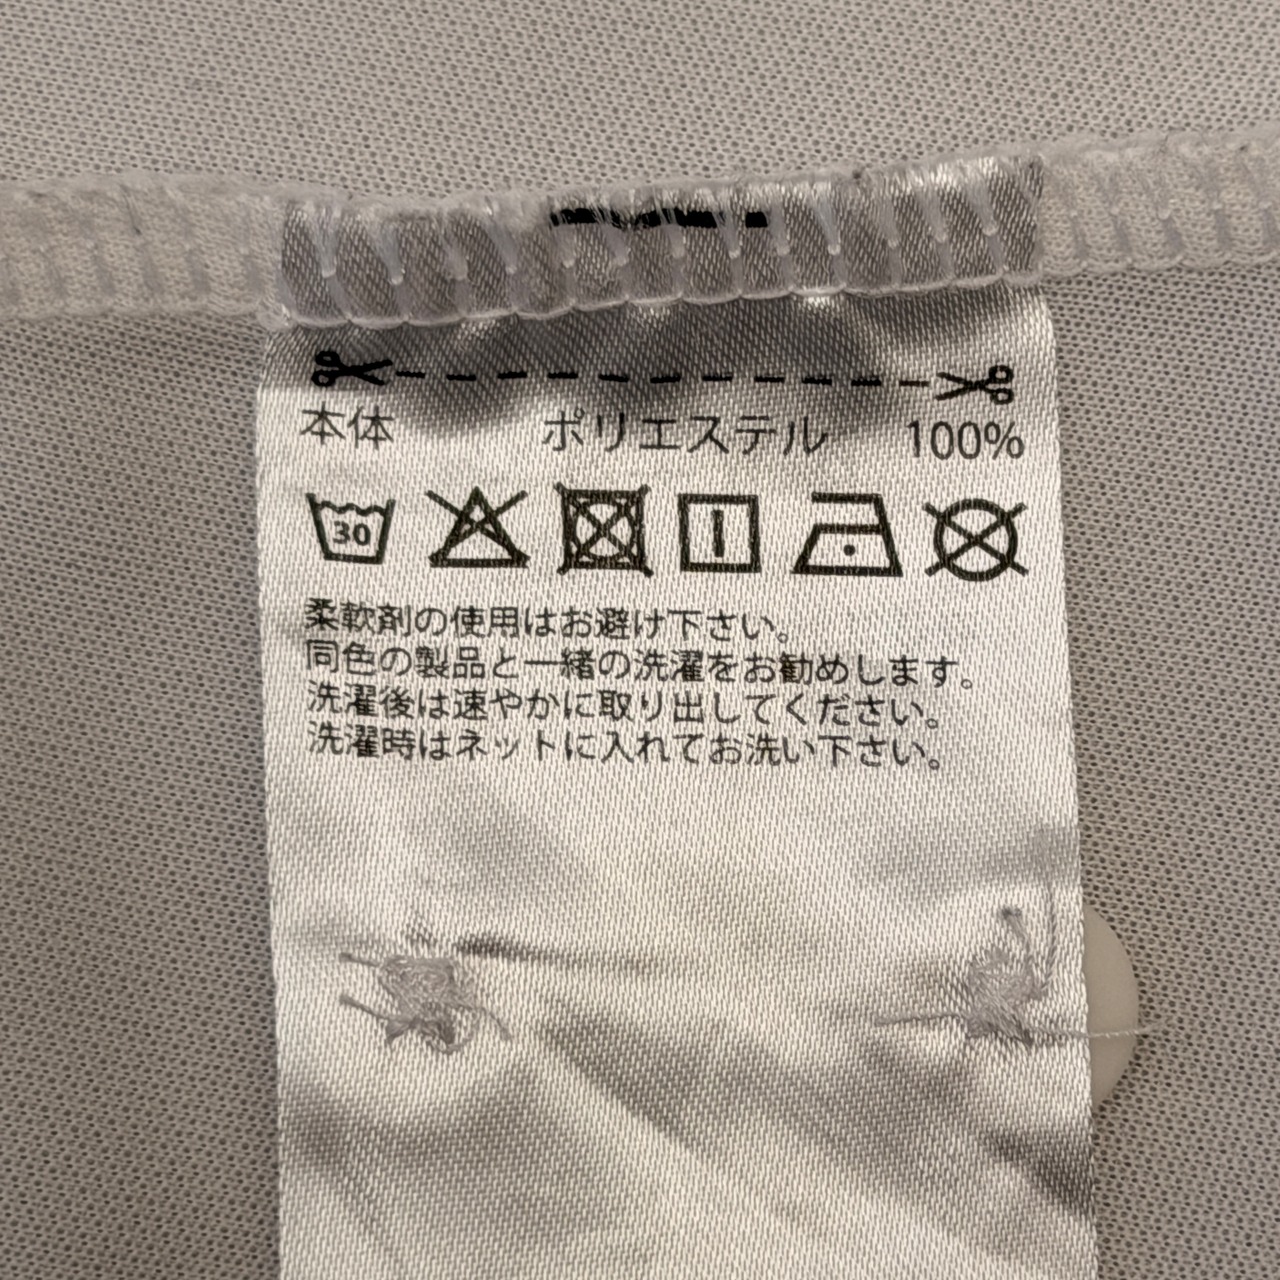 本体 ポリエステル 100%
30
柔軟剤の使用はお避け下さい。
同色の製品と一緒の洗濯をお勧めします。
洗濯後は速やかに取り出してください。
洗濯時はネットに入れてお洗い下さい。